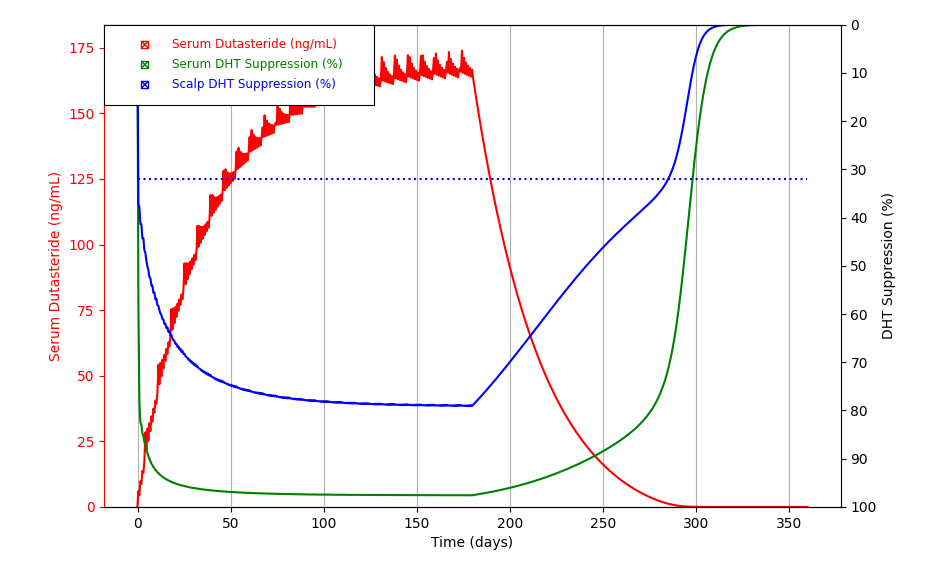 Serum Dutasteride (ng/mL)
Serum DHT Suppression (%)
Scalp DHT Suppression (%)
Serum Dutasteride (ng/mL)
175
150
125
100
75
50
25
0
0
10
20
30
40
50
60
70
80
90
100
DHT Suppression (%)
0 50 100 150 200 250 300 350
Time (days)